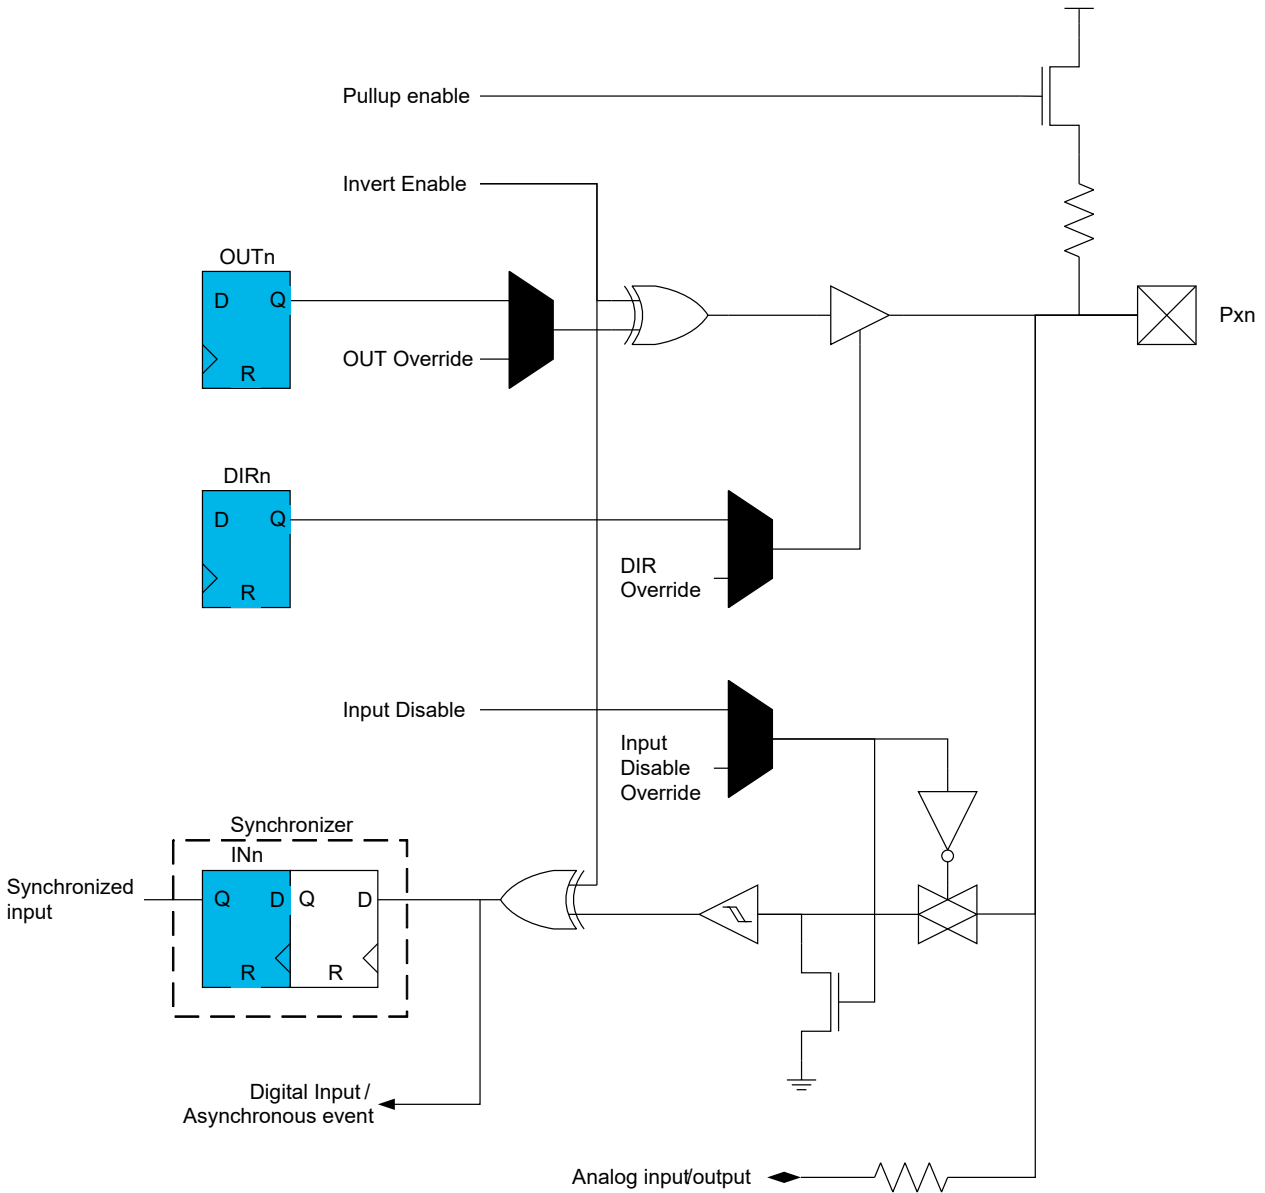 Pullup enable
Invert Enable
OUTn
D Q
R
OUT Override
Pxn
DIRn
D Q
R
DIR
Override
Input Disable
Input
Disable
Override
Synchronizer
INn
Synchronized
input
Q D Q D
R R
Digital Input /
Asynchronous event
Analog input/output